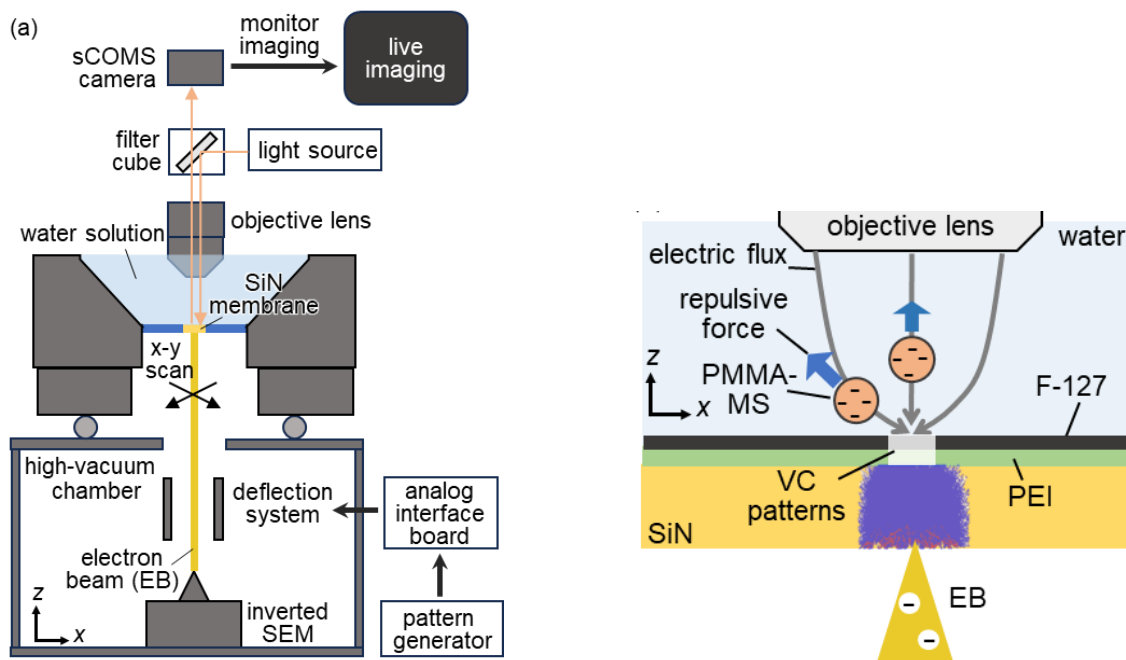 (a)
monitor
imaging
sCOMS
camera
live
imaging
filter
cube
light source
objective lens
water solution
SiN
membrane
x-y
scan
high-vacuum
chamber
deflection
system
analog
interface
board
electron
beam (EB)
z
x
inverted
SEM
pattern
generator
objective lens
water
electric flux
repulsive
force
z
x
PMMA-
MS
F-127
VC
patterns
PEI
SiN
EB